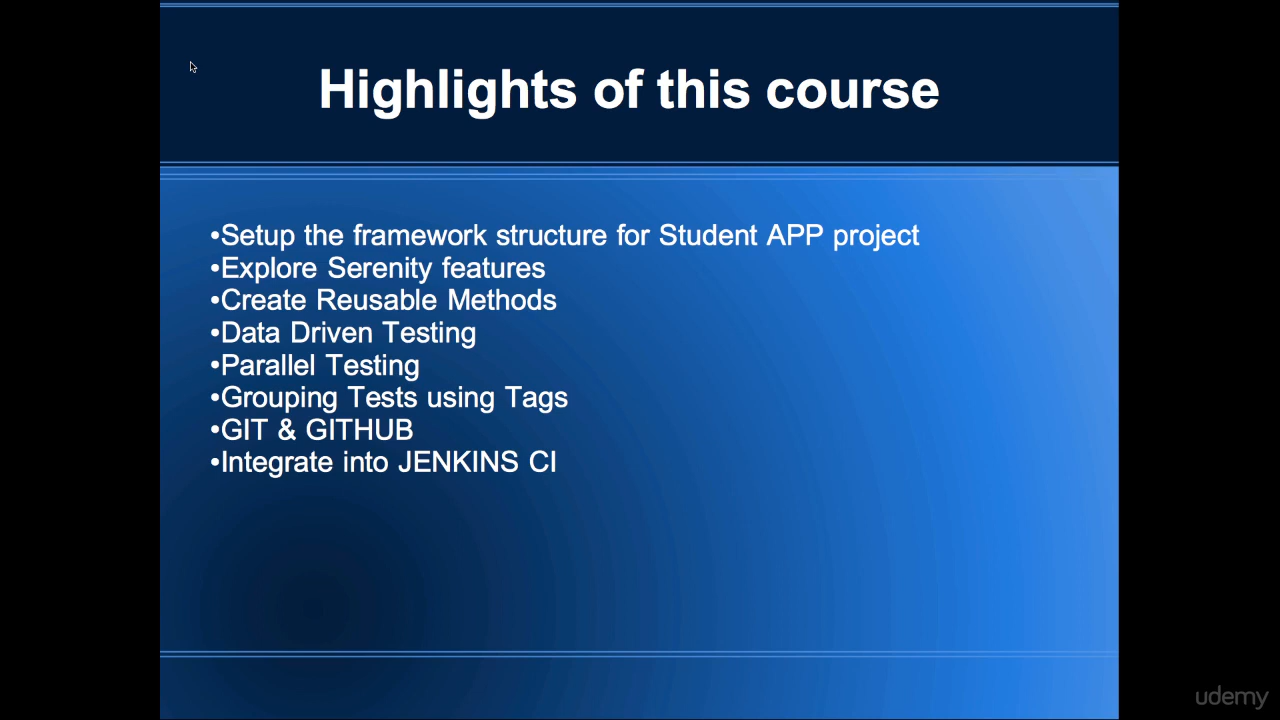 Highlights of this course
•Setup the framework structure for Student APP project
•Explore Serenity features
•Create Reusable Methods
•Data Driven Testing
•Parallel Testing
•Grouping Tests using Tags
•GIT & GITHUB
•Integrate into JENKINS CI
udemy